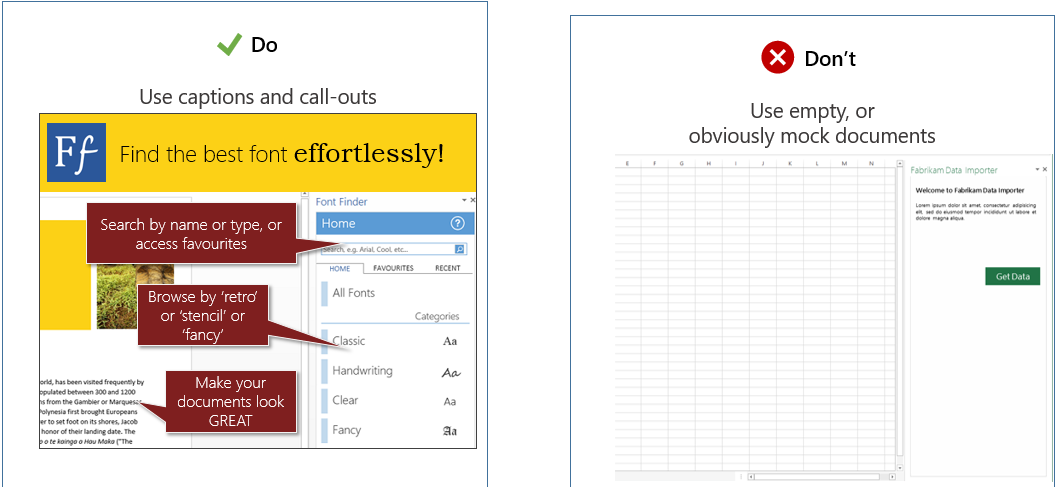 Do
Use captions and call-outs
Ff
Find the best font effortlessly!
Font Finder
Home
?
Search by name or type, or
access favourites
Search, e.g. Arial, Cool, etc...
HOME FAVOURITES RECENT
All Fonts
Categories
Browse by ‘retro’
or ‘stencil’ or
‘fancy’
Classic Aa
Handwriting Aa
Clear Aa
Fancy Aa
Make your
documents look
GREAT
orld, has been visited frequently by
opulated between 300 and 1200
ns from the Gambier or Marquesas
Polynesia first brought Europeans
er to set foot on its shores, Jacob
honor of their landing date. The
o o te kainga a Hau Maka ("The
Don’t
Use empty, or
obviously mock documents
E F G H I J K L M N
Fabrikam Data Importer
Welcome to Fabrikam Data Importer
Lorem ipsum dolor sit amet, consectetur adipisicing
elit, sed do eiusmod tempor incididunt ut labore et
dolore magna aliqua.
Get Data